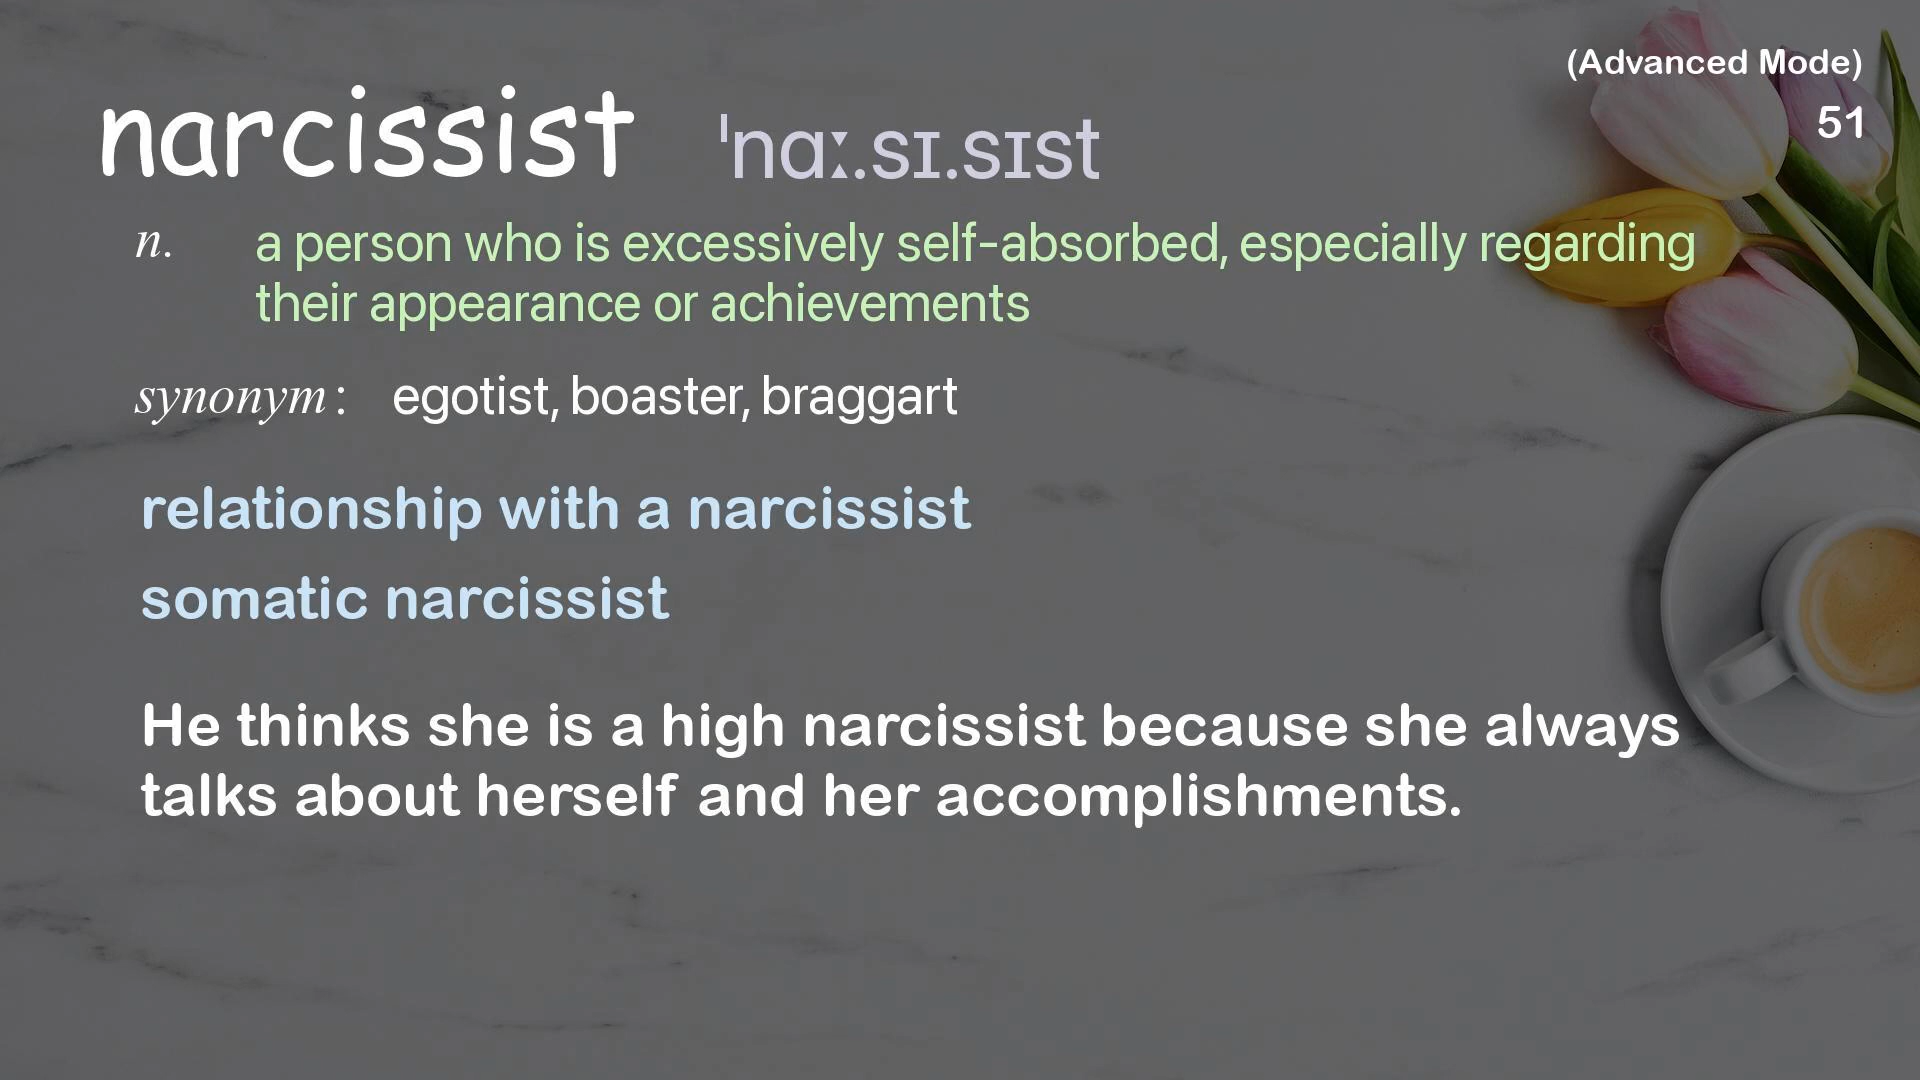 (Advanced Mode)
narcissist ˈnɑː.sɪ.sɪst
51
n. a person who is excessively self-absorbed, especially regarding
their appearance or achievements
synonym: egotist, boaster, braggart
relationship with a narcissist
somatic narcissist
He thinks she is a high narcissist because she always
talks about herself and her accomplishments.